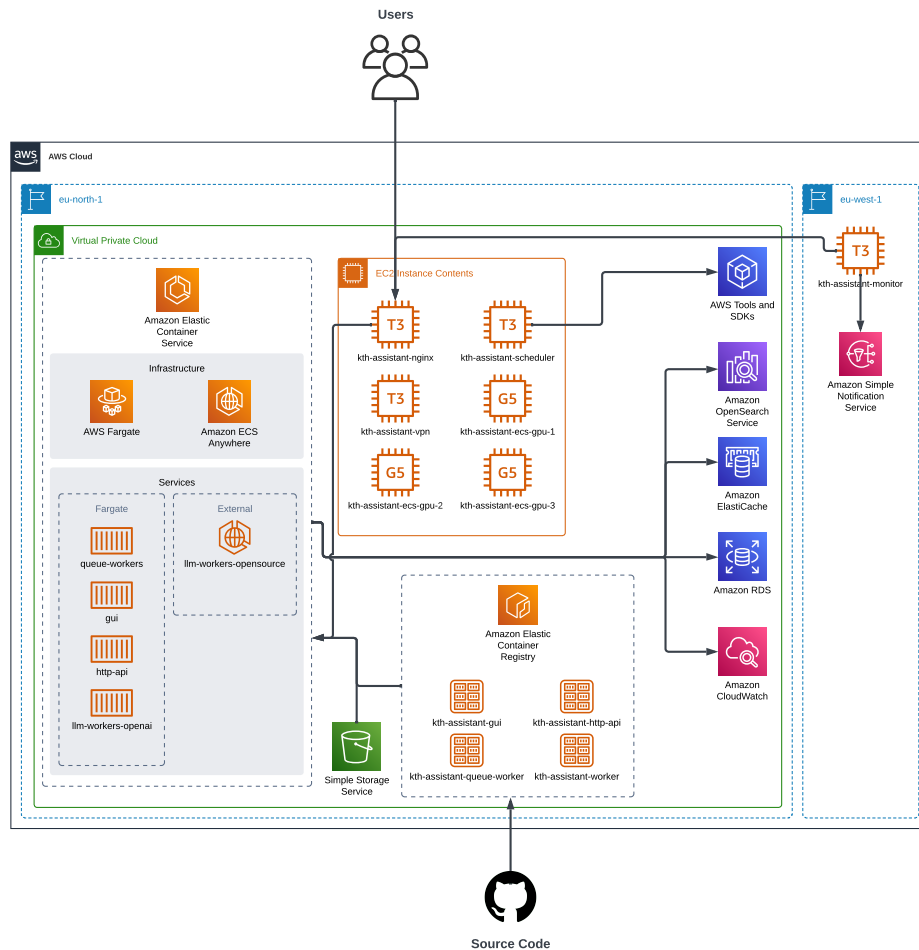 Users
aws
AWS Cloud
eu-north-1
eu-west-1
Virtual Private Cloud
T3
kth-assistant-monitor
Amazon Elastic
Container
Service
EC2 Instance Contents
AWS Tools and
SDKs
T3
kth-assistant-nginx
T3
kth-assistant-scheduler
Amazon Simple
Notification
Service
Infrastructure
AWS Fargate
Amazon ECS
Anywhere
T3
kth-assistant-vpn
G5
kth-assistant-ecs-gpu-1
Amazon
OpenSearch
Service
G5
kth-assistant-ecs-gpu-2
G5
kth-assistant-ecs-gpu-3
Amazon
ElastiCache
Services
Fargate
queue-workers
gui
http-api
llm-workers-openai
External
llm-workers-opensource
Amazon RDS
Amazon
CloudWatch
Amazon Elastic
Container
Registry
kth-assistant-gui
kth-assistant-http-api
kth-assistant-queue-worker
kth-assistant-worker
Simple Storage
Service
Source Code